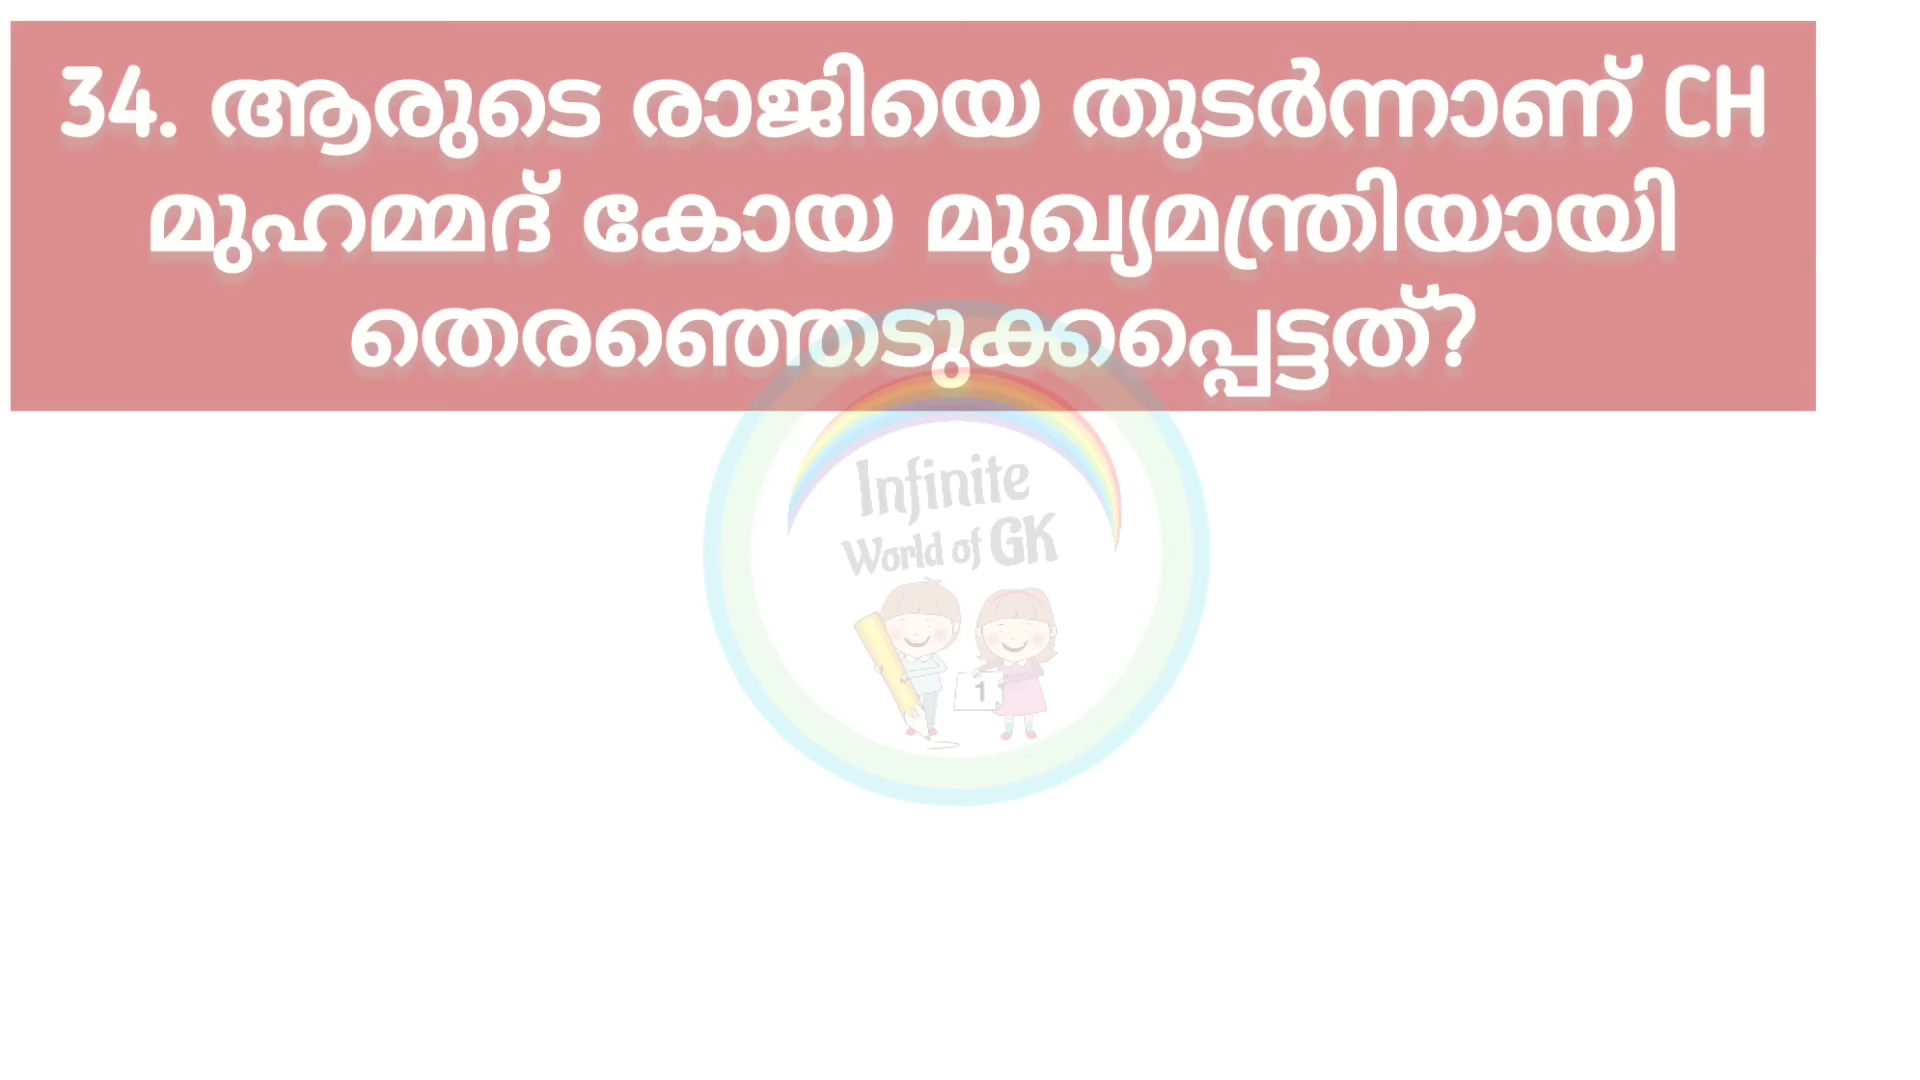 34. ആരുടെ രാജിയെ തുടർന്നാണ് CH
മുഹമ്മദ് കോയ മുഖ്യമന്ത്രിയായി
തെരഞ്ഞെടുക്കപ്പെട്ടത്?
Infinite
World of GK
1